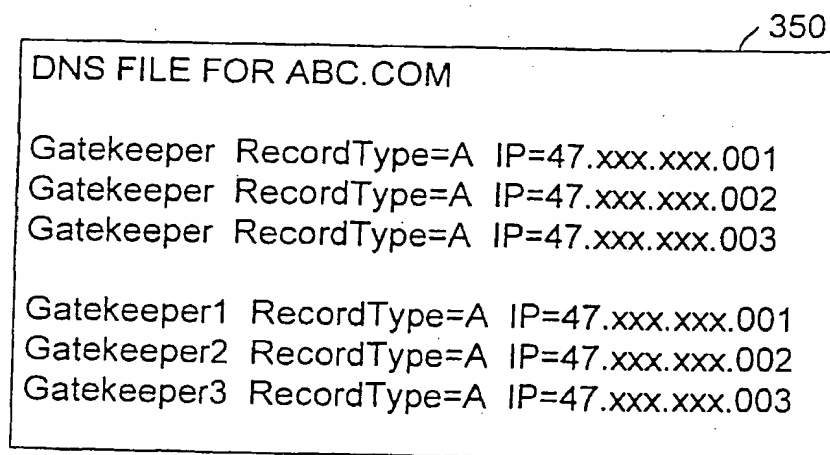 350
DNS FILE FOR ABC.COM
Gatekeeper RecordType=A IP=47.xxx.xxx.001
Gatekeeper RecordType=A IP=47.xxx.xxx.002
Gatekeeper RecordType=A IP=47.xxx.xxx.003
Gatekeeper1 RecordType=A IP=47.xxx.xxx.001
Gatekeeper2 RecordType=A IP=47.xxx.xxx.002
Gatekeeper3 RecordType=A IP=47.xxx.xxx.003